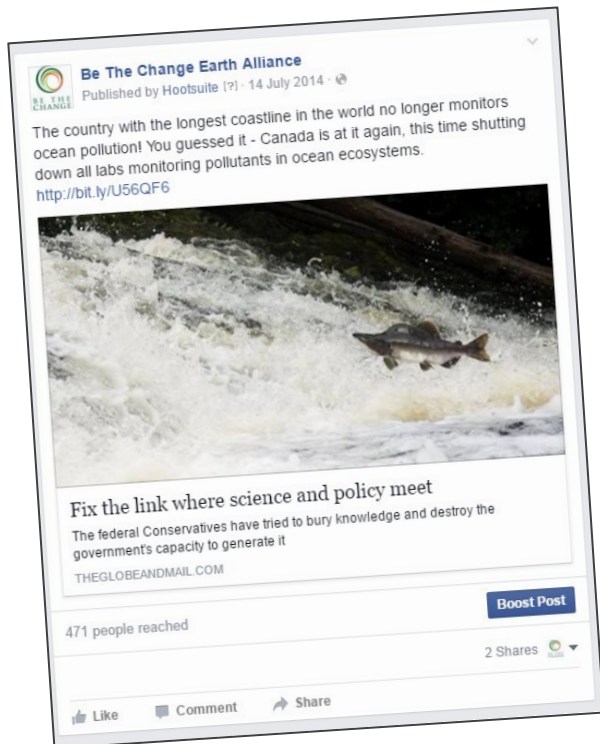 Be The Change Earth Alliance
Published by Hootsuite [?] · 14 July 2014 ·
BE THE
CHANGE
The country with the longest coastline in the world no longer monitors
ocean pollution! You guessed it - Canada is at it again, this time shutting
down all labs monitoring pollutants in ocean ecosystems.
http://bit.ly/U56QF6
Fix the link where science and policy meet
The federal Conservatives have tried to bury knowledge and destroy the
government's capacity to generate it
THEGLOBEANDMAIL.COM
471 people reached
Boost Post
2 Shares
Like Comment Share